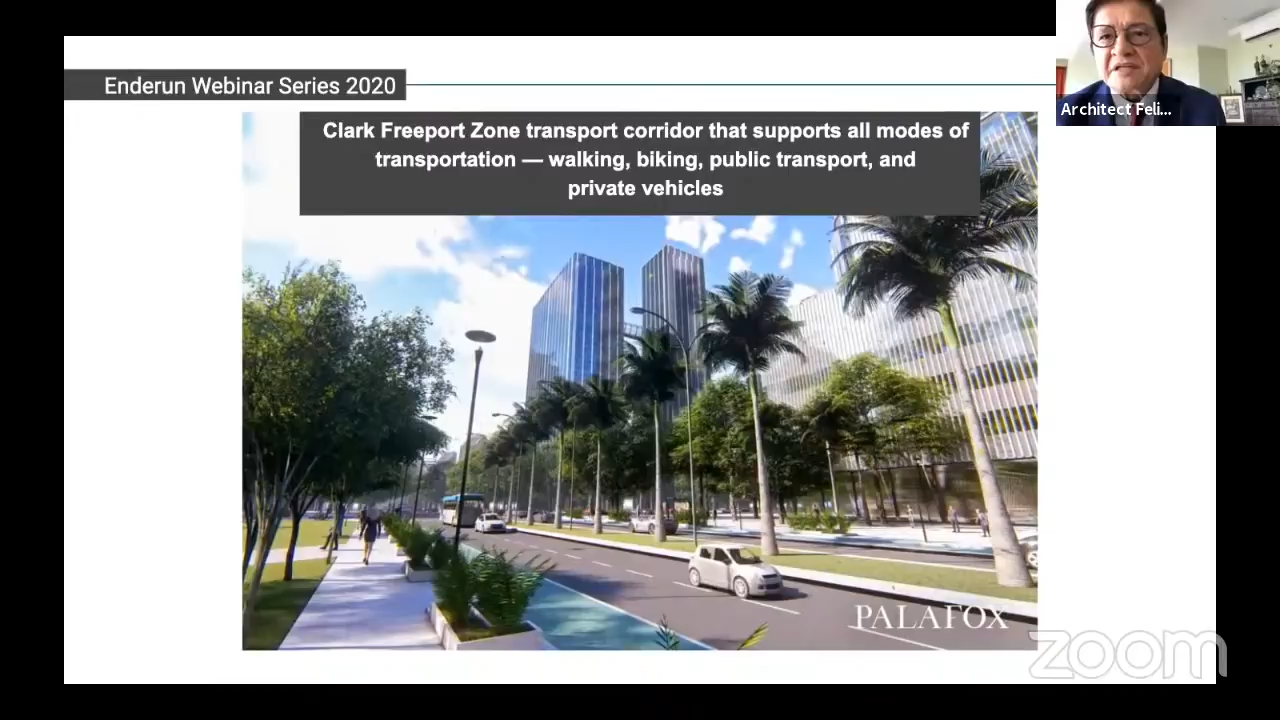 Enderun Webinar Series 2020
Architect Feli...
Clark Freeport Zone transport corridor that supports all modes of
transportation — walking, biking, public transport, and
private vehicles
PALAFOX
zoom